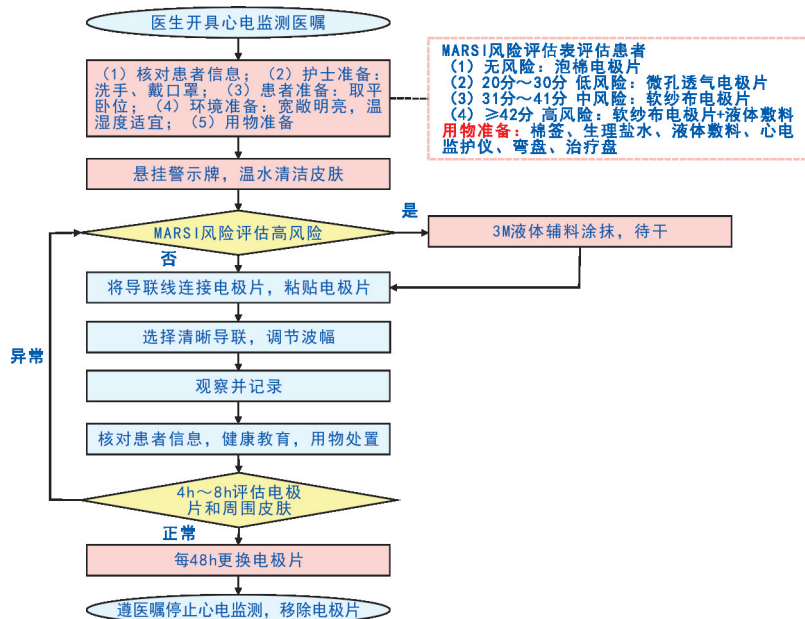 医生开具心电监测医嘱
（1）核对患者信息；（2）护士准备：
洗手、戴口罩；（3）患者准备：取平
卧位；（4）环境准备：宽敞明亮，温
湿度适宜；（5）用物准备
MARSI风险评估表评估患者
（1）无风险：泡棉电极片
（2）20分～30分 低风险：微孔透气电极片
（3）31分～41分 中风险：软纱布电极片
（4）≥42分 高风险：软纱布电极片+液体敷料
用物准备：棉签、生理盐水、液体敷料、心电
监护仪、弯盘、治疗盘
悬挂警示牌，温水清洁皮肤
MARSI风险评估高风险
是
3M液体辅料涂抹，待干
否
将导联线连接电极片，粘贴电极片
选择清晰导联，调节波幅
异常
观察并记录
核对患者信息，健康教育，用物处置
4h～8h评估电极
片和周围皮肤
正常
每48h更换电极片
遵医嘱停止心电监测，移除电极片